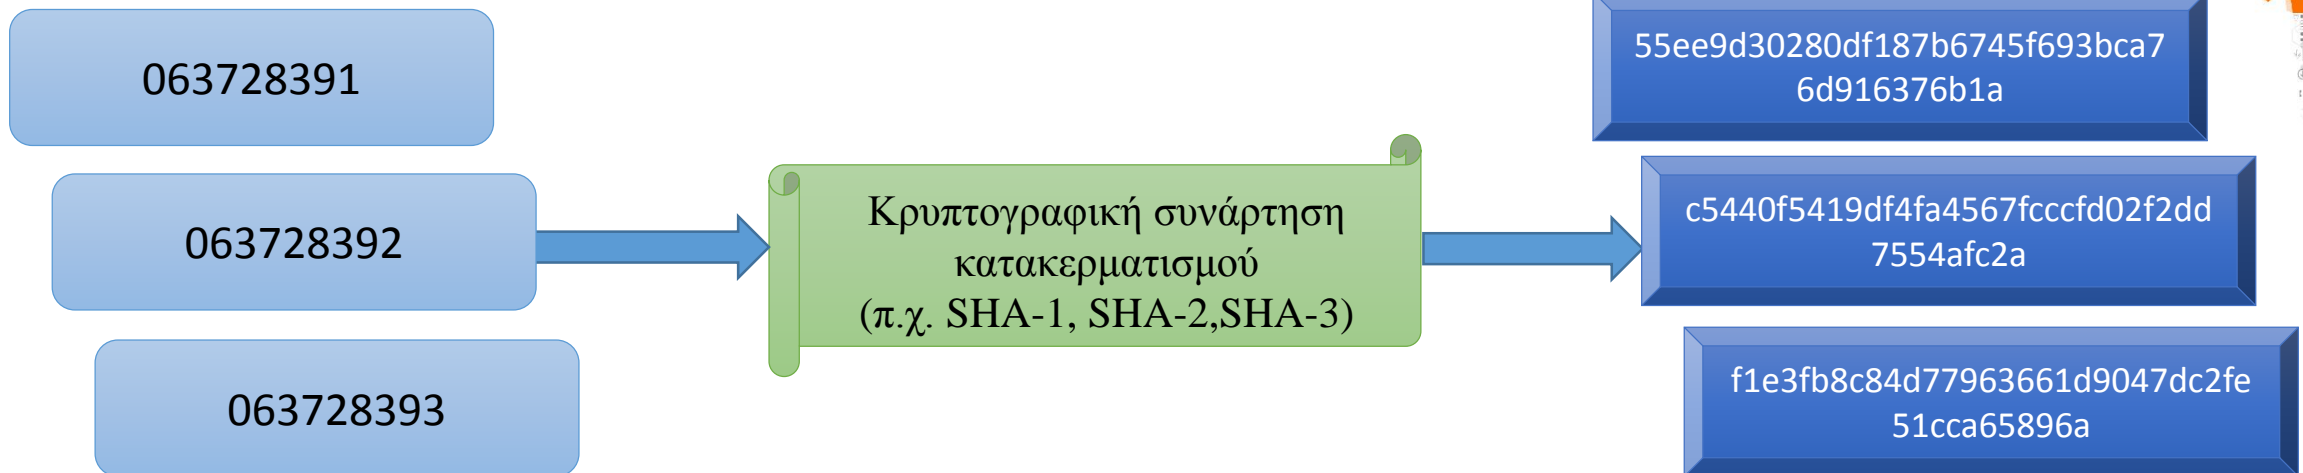 063728391
063728392
063728393
Κρυπτογραφική συνάρτηση
κατακερματισμού
(π.χ. SHA-1, SHA-2,SHA-3)
55ee9d30280df187b6745f693bca7
6d916376b1a
c5440f5419df4fa4567fcccfd02f2dd
7554afc2a
f1e3fb8c84d77963661d9047dc2fe
51cca65896a